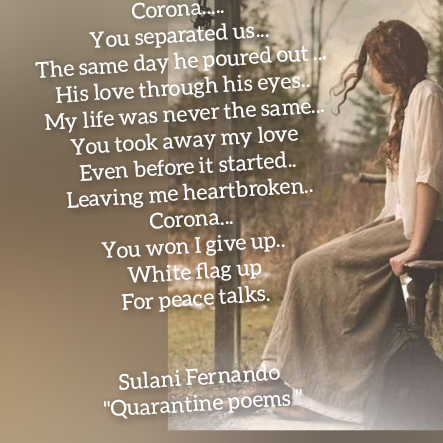 Corona.....
You separated us...
The same day he poured out ...
His love through his eyes..
My life was never the same...
You took away my love
Even before it started..
Leaving me heartbroken..
Corona...
You won I give up..
White flag up
For peace talks.
Sulani Fernando
"Quarantine poems "